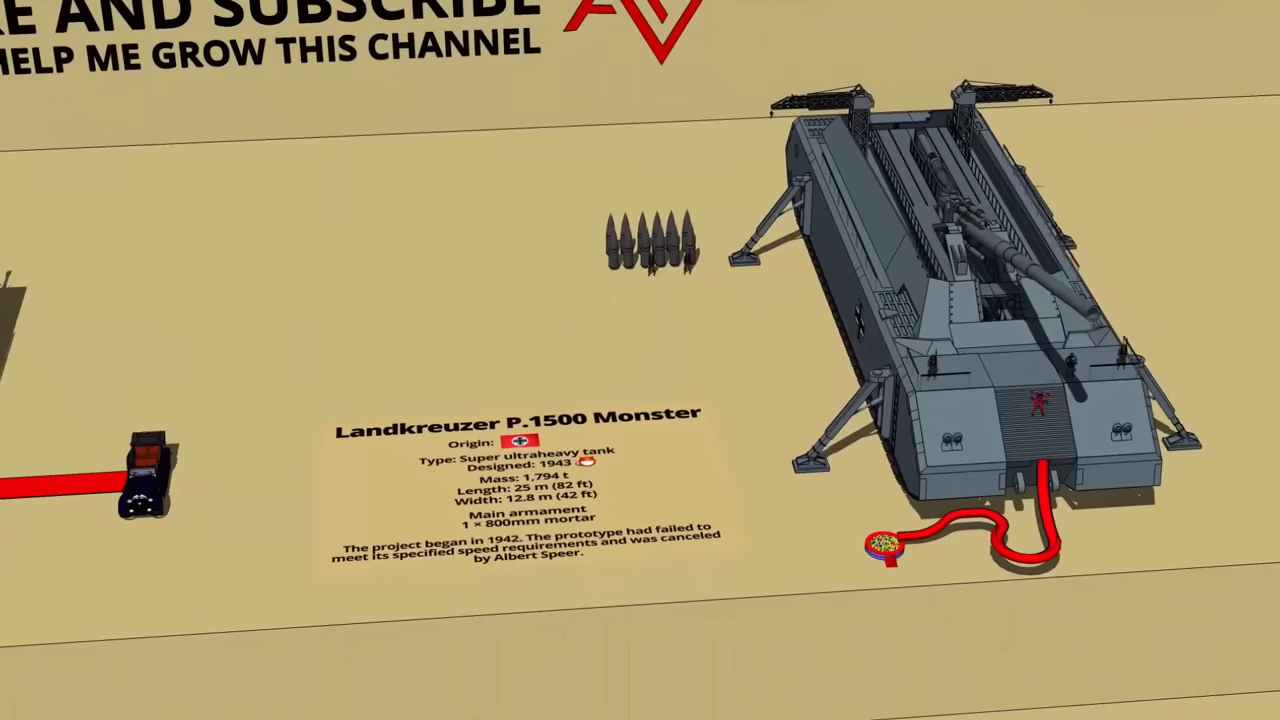 E AND SUBSCRIBE
HELP ME GROW THIS CHANNEL
Landkreuzer P.1500 Monster
Origin:
Type: Super ultraheavy tank
Designed: 1943
Mass: 1,794 t
Length: 25 m (82 ft)
Width: 12.8 m (42 ft)
Main armament
1 × 800mm mortar
The project began in 1942. The prototype had failed to
meet its specified speed requirements and was canceled
by Albert Speer.